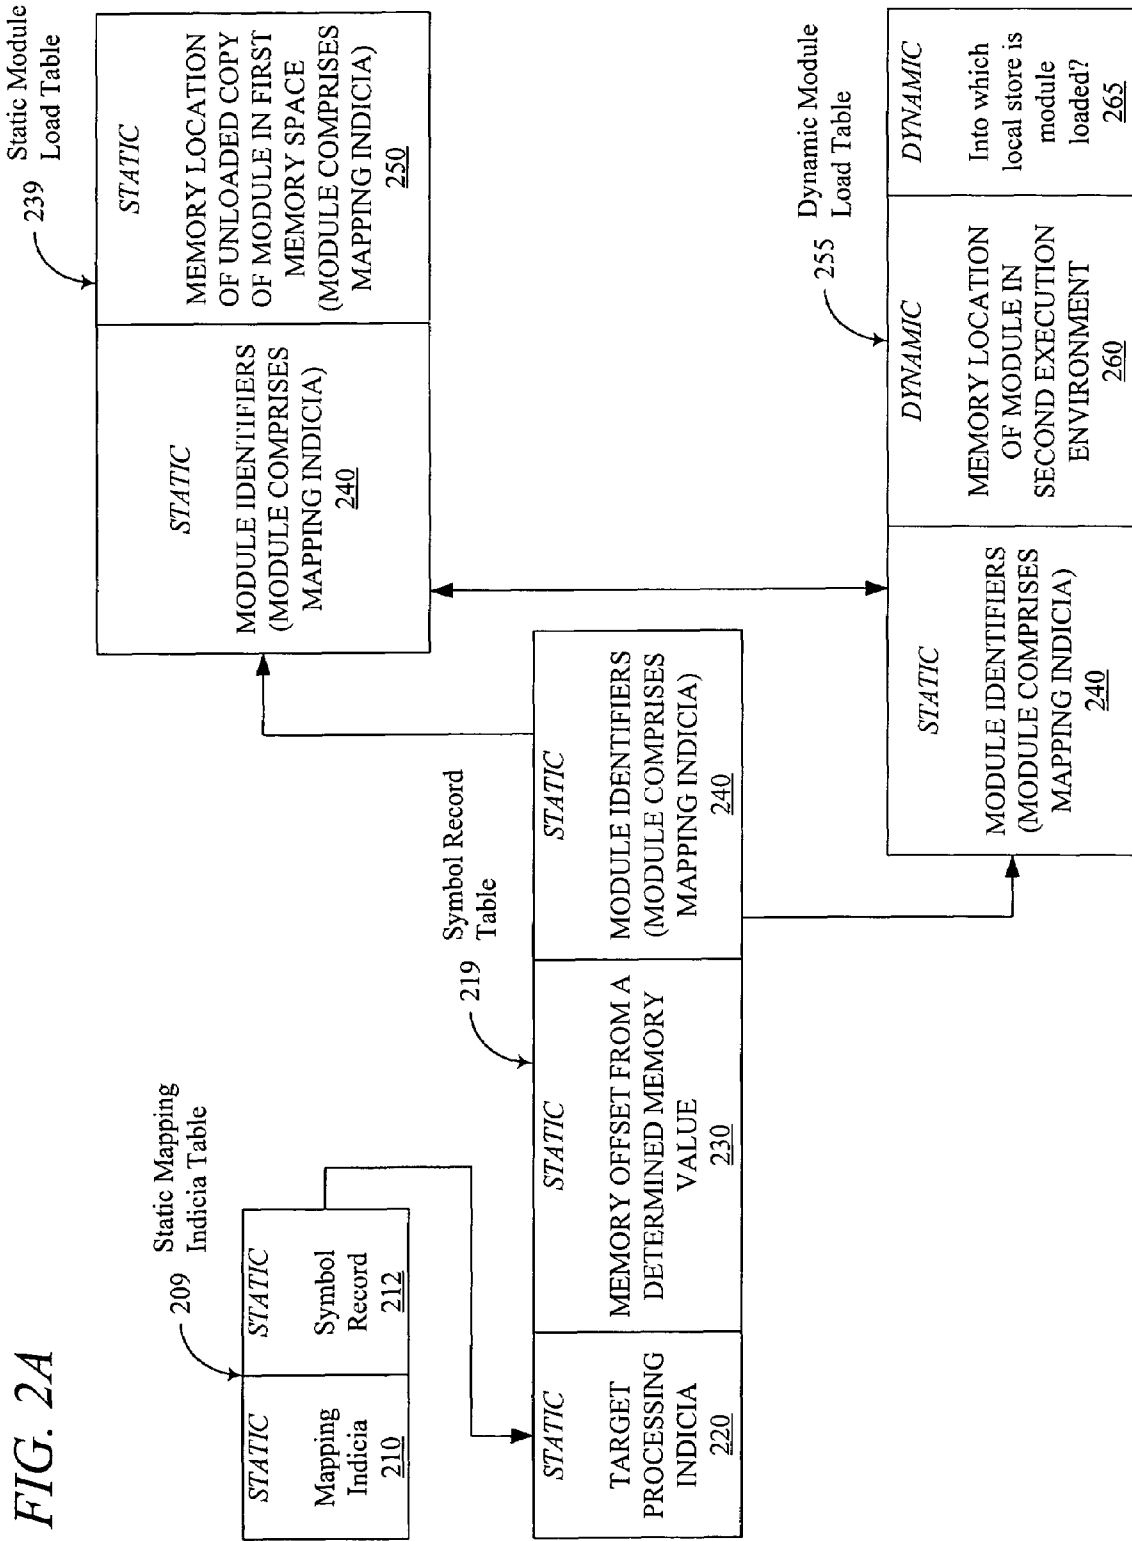 FIG. 2A
209
Static Mapping
Indicia Table
STATIC
Mapping
Indicia
210
STATIC
Symbol
Record
212
219
Symbol Record
Table
STATIC
TARGET
PROCESSING
INDICIA
220
STATIC
MEMORY OFFSET FROM A
DETERMINED MEMORY
VALUE
230
STATIC
MODULE IDENTIFIERS
(MODULE COMPRISES
MAPPING INDICIA)
240
239
Static Module
Load Table
STATIC
MODULE IDENTIFIERS
(MODULE COMPRISES
MAPPING INDICIA)
240
STATIC
MEMORY LOCATION
OF UNLOADED COPY
OF MODULE IN FIRST
MEMORY SPACE
(MODULE COMPRISES
MAPPING INDICIA)
250
255
Dynamic Module
Load Table
STATIC
MODULE IDENTIFIERS
(MODULE COMPRISES
MAPPING INDICIA)
240
DYNAMIC
MEMORY LOCATION
OF MODULE IN
SECOND EXECUTION
ENVIRONMENT
260
DYNAMIC
Into which
local store is
module
loaded?
265